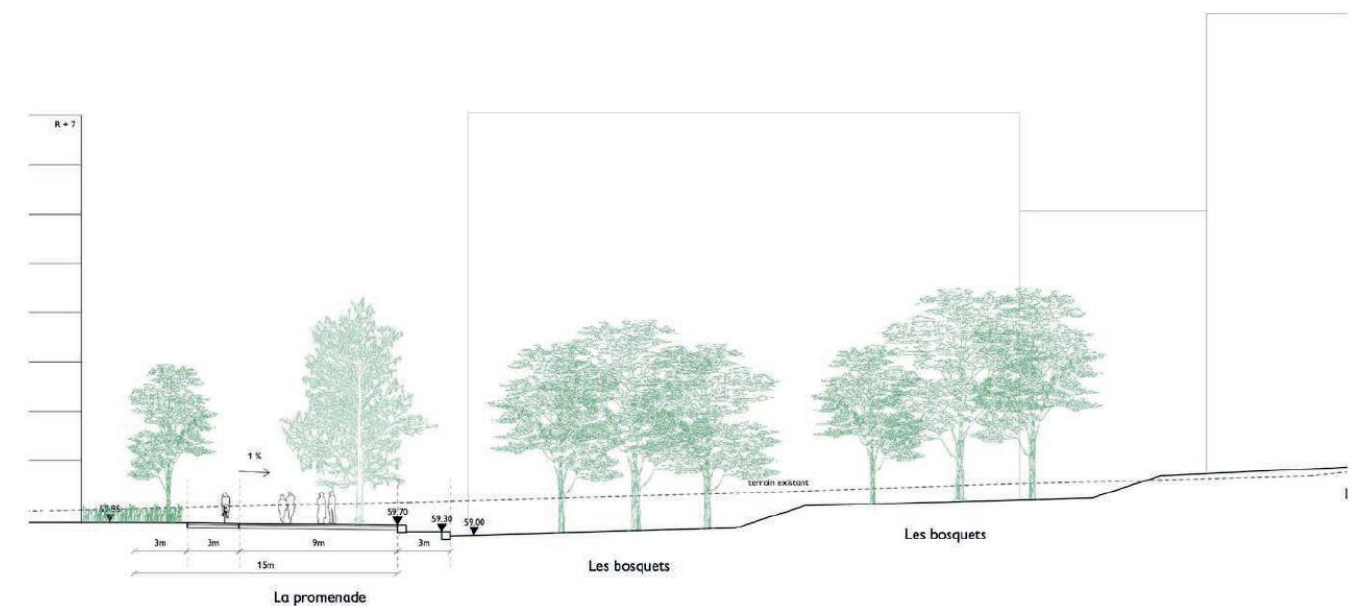 R + 7
1 %
terrain existant
59.85
59.70
59.30
59.00
3m
3m
9m
3m
15m
Les bosquets
Les bosquets
La promenade